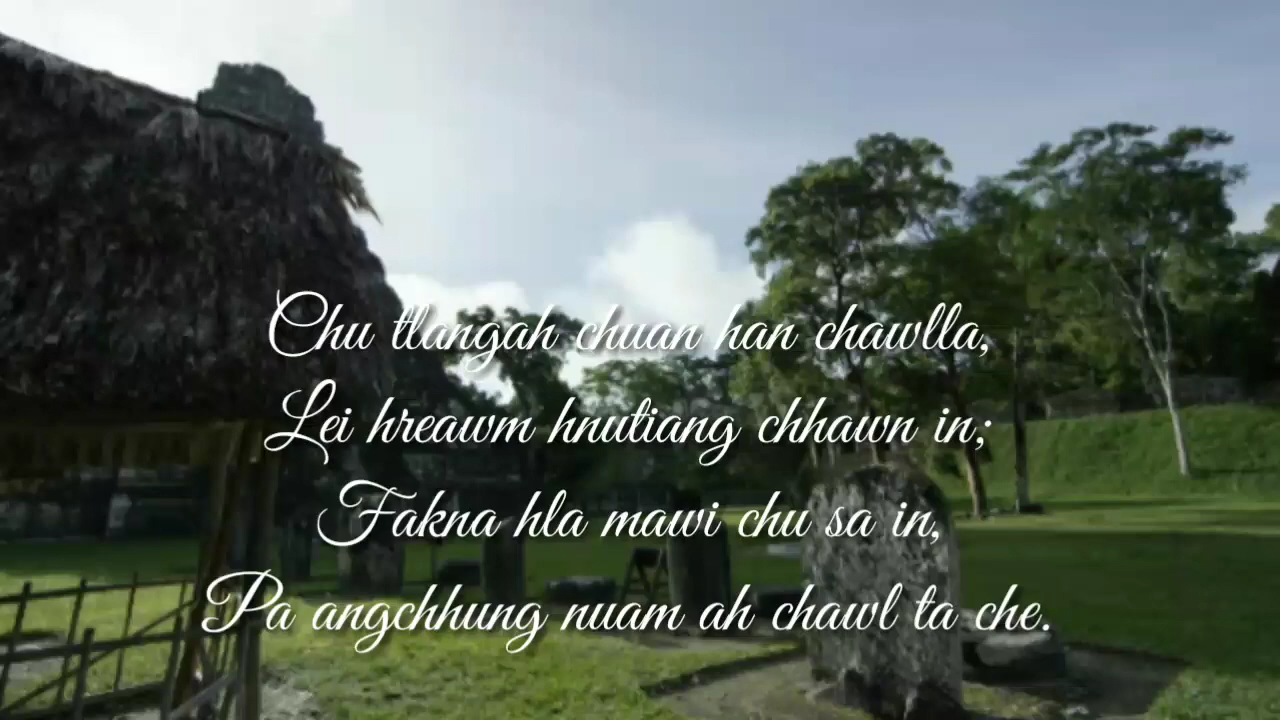 Chu tlangah chuan han chawlla,
Lei hreawm hnutiang chhawn in;
Fakna hla mawi chu sa in,
Pa angchhung nuam ah chawl ta che.